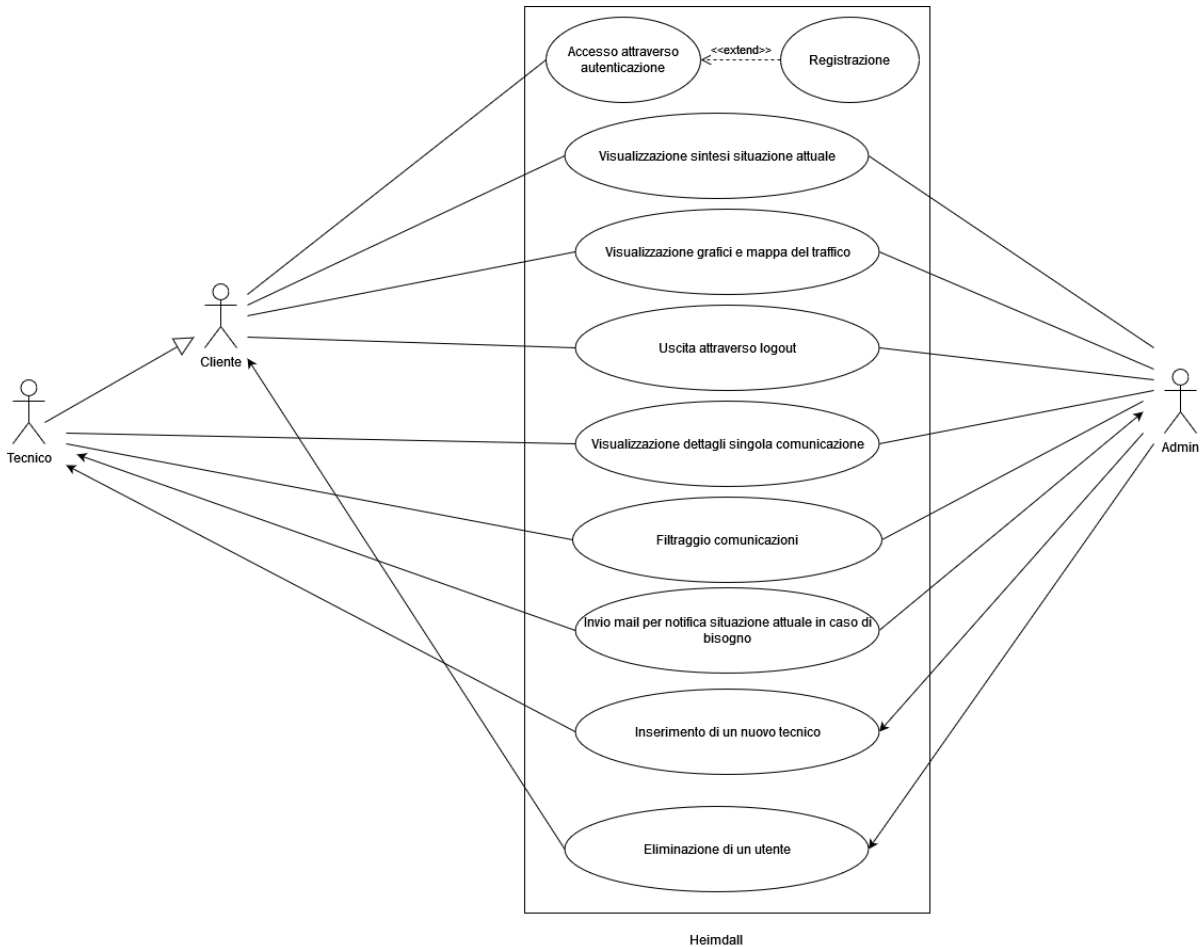 Accesso attraverso
autenticazione
<<extend>>
Registrazione
Visualizzazione sintesi situazione attuale
Visualizzazione grafici e mappa del traffico
Cliente
Uscita attraverso logout
Tecnico
Visualizzazione dettagli singola comunicazione
Admin
Filtraggio comunicazioni
Invio mail per notifica situazione attuale in caso di
bisogno
Inserimento di un nuovo tecnico
Eliminazione di un utente
Heimdall